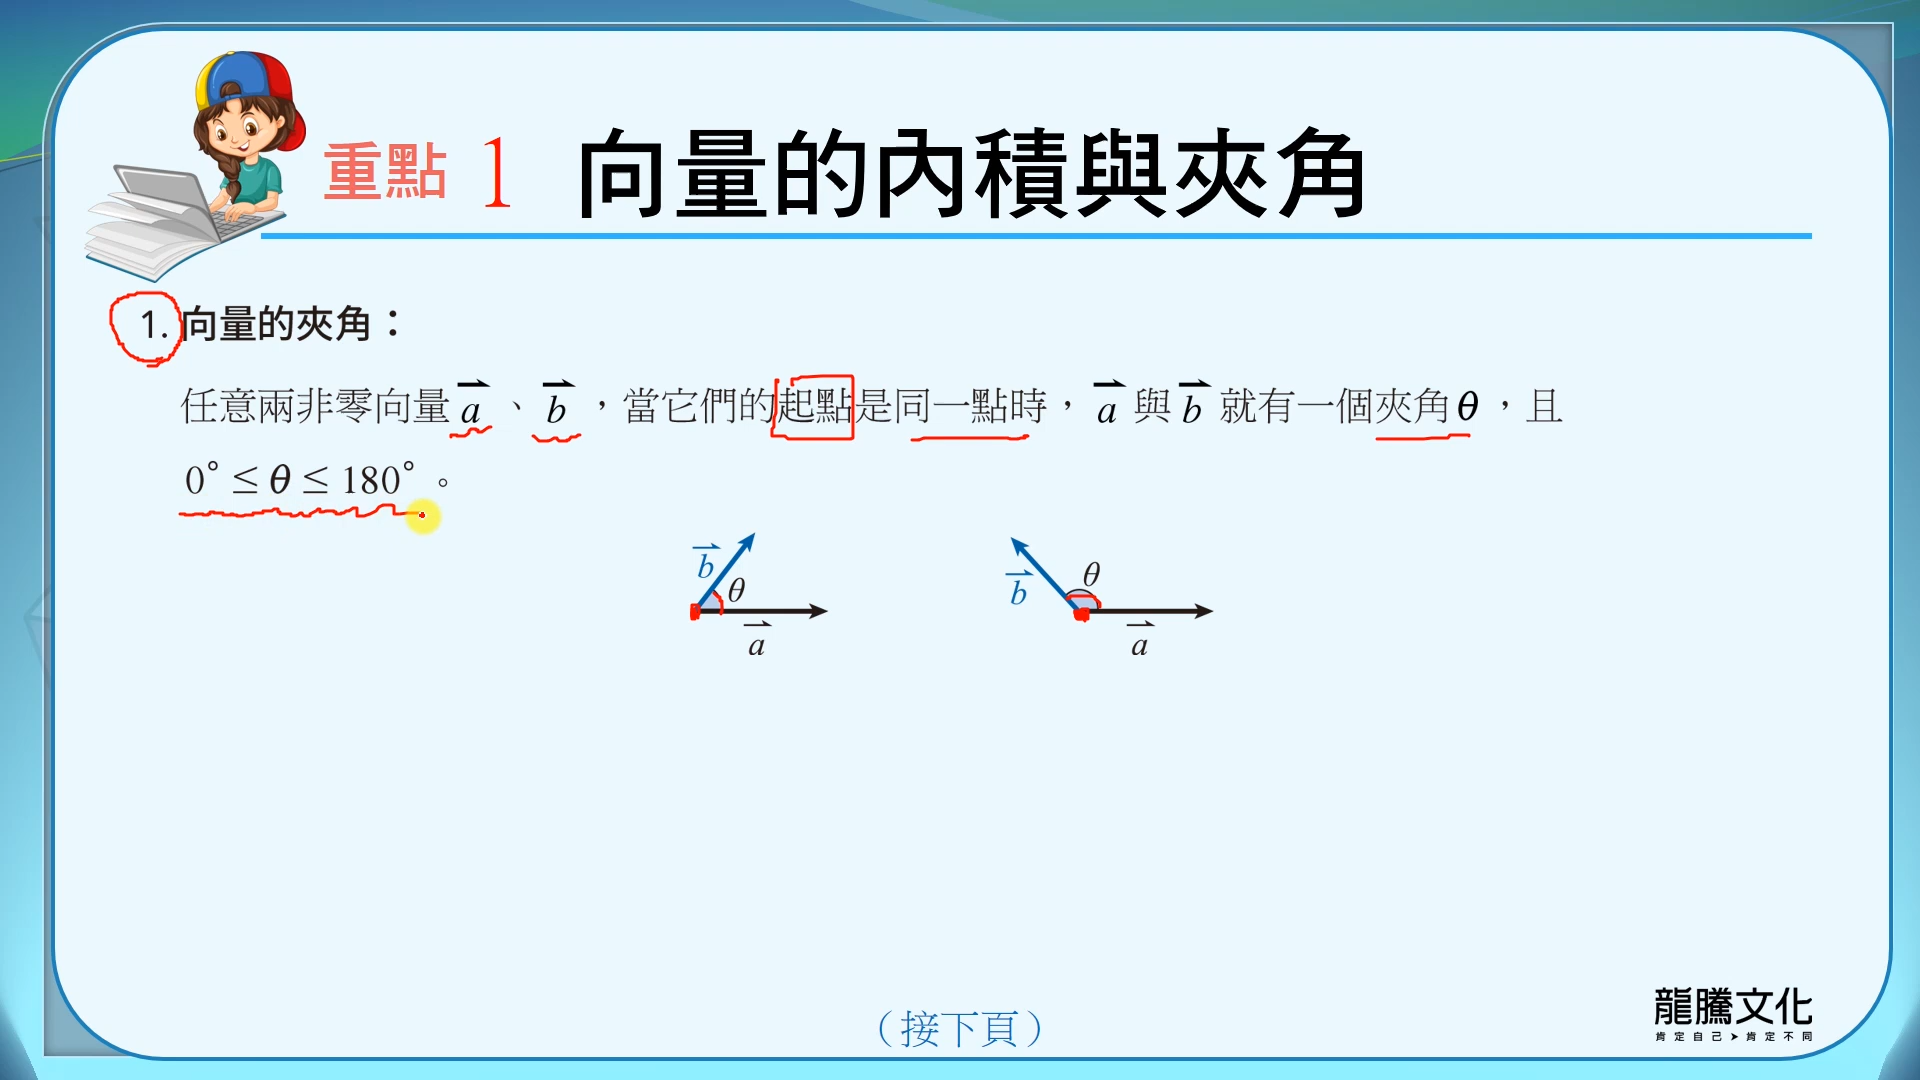 重點 1 向量的內積與夾角
1. 向量的夾角：
任意兩非零向量 a⃑ 、 b⃑ ，當它們的起點是同一點時， a⃑ 與 b⃑ 就有一個夾角 θ ，且
0° ≤ θ ≤ 180° 。
b⃑ θ a⃑
b⃑ θ a⃑
（接下頁）
龍騰文化
肯定自己➤肯定不同